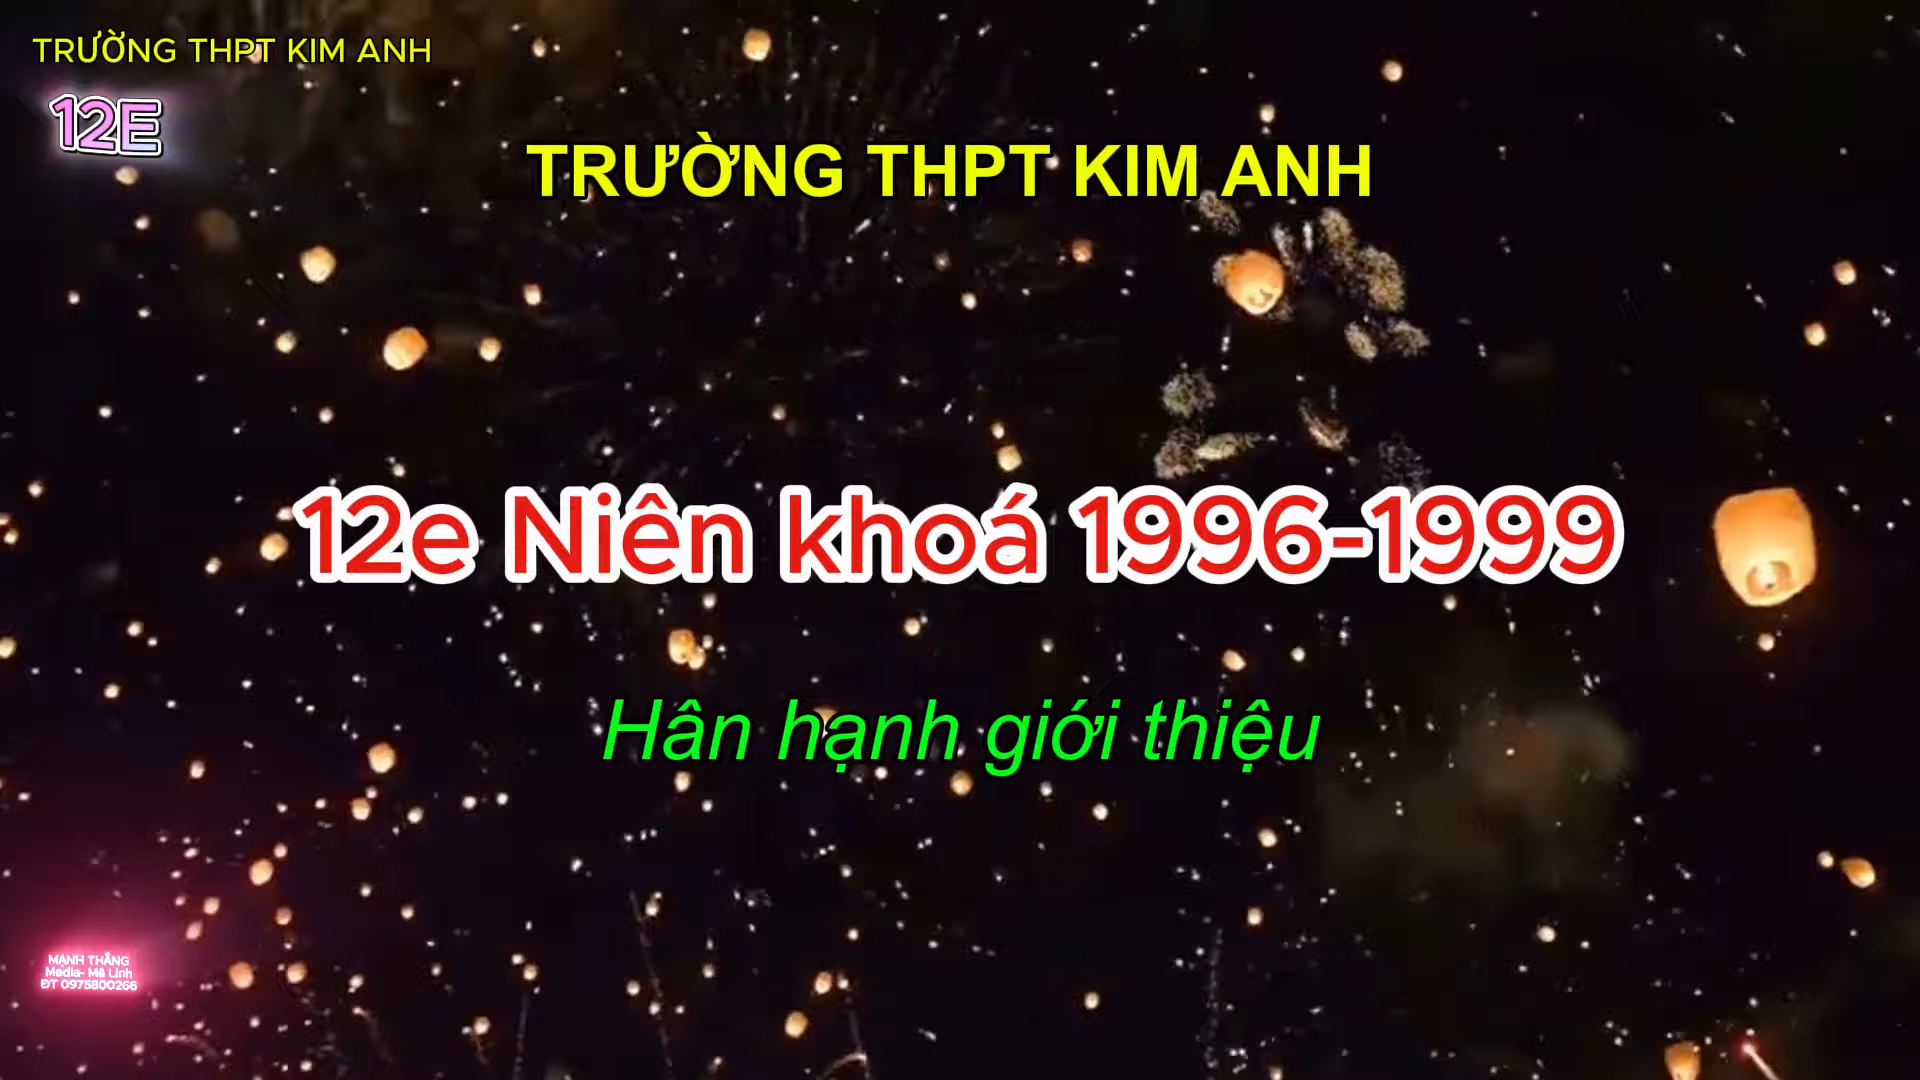 TRƯỜNG THPT KIM ANH
12E
TRƯỜNG THPT KIM ANH
12e Niên khoá 1996-1999
Hân hạnh giới thiệu
MẠNH THẮNG
Media- Mê Linh
ĐT 0975800266